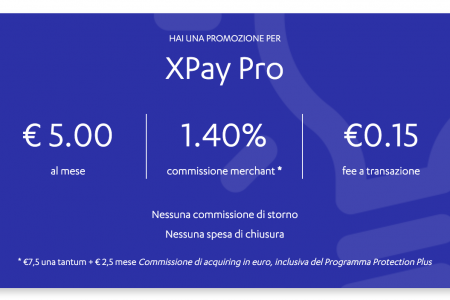 HAI UNA PROMOZIONE PER
XPay Pro
€ 5.00
al mese
1.40%
commissione merchant *
€0.15
fee a transazione
Nessuna commissione di storno
Nessuna spesa di chiusura
* €7,5 una tantum + € 2,5 mese Commissione di acquiring in euro, inclusiva del Programma Protection Plus